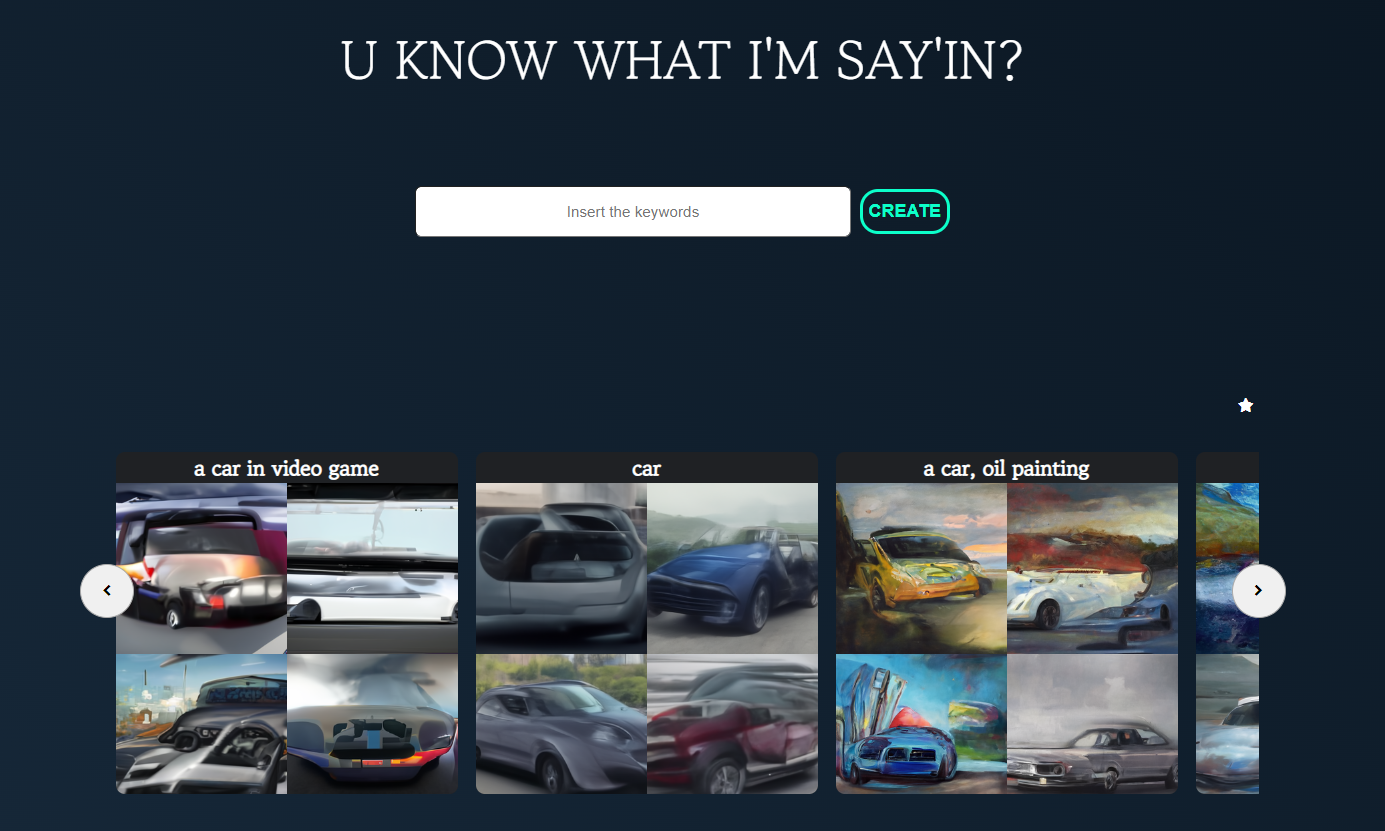 U KNOW WHAT I'M SAY'IN?
Insert the keywords
CREATE
a car in video game
car
a car, oil painting